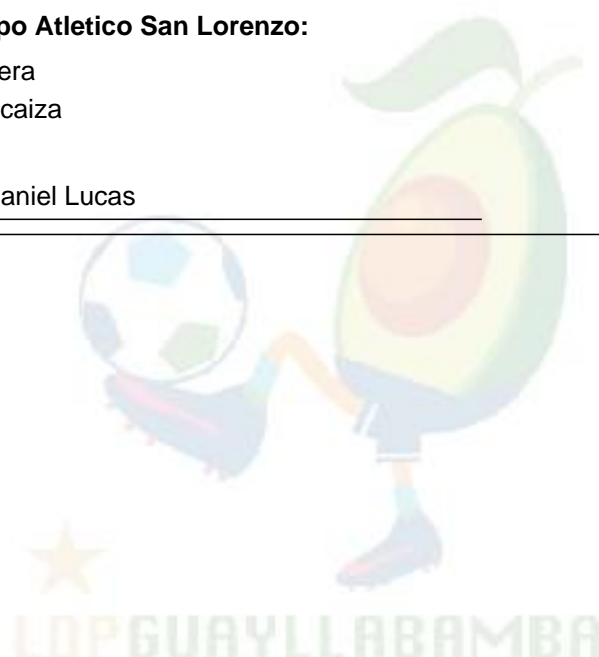 po Atletico San Lorenzo:
era
caiza
aniel Lucas
LDPGUAYLLABAMBA